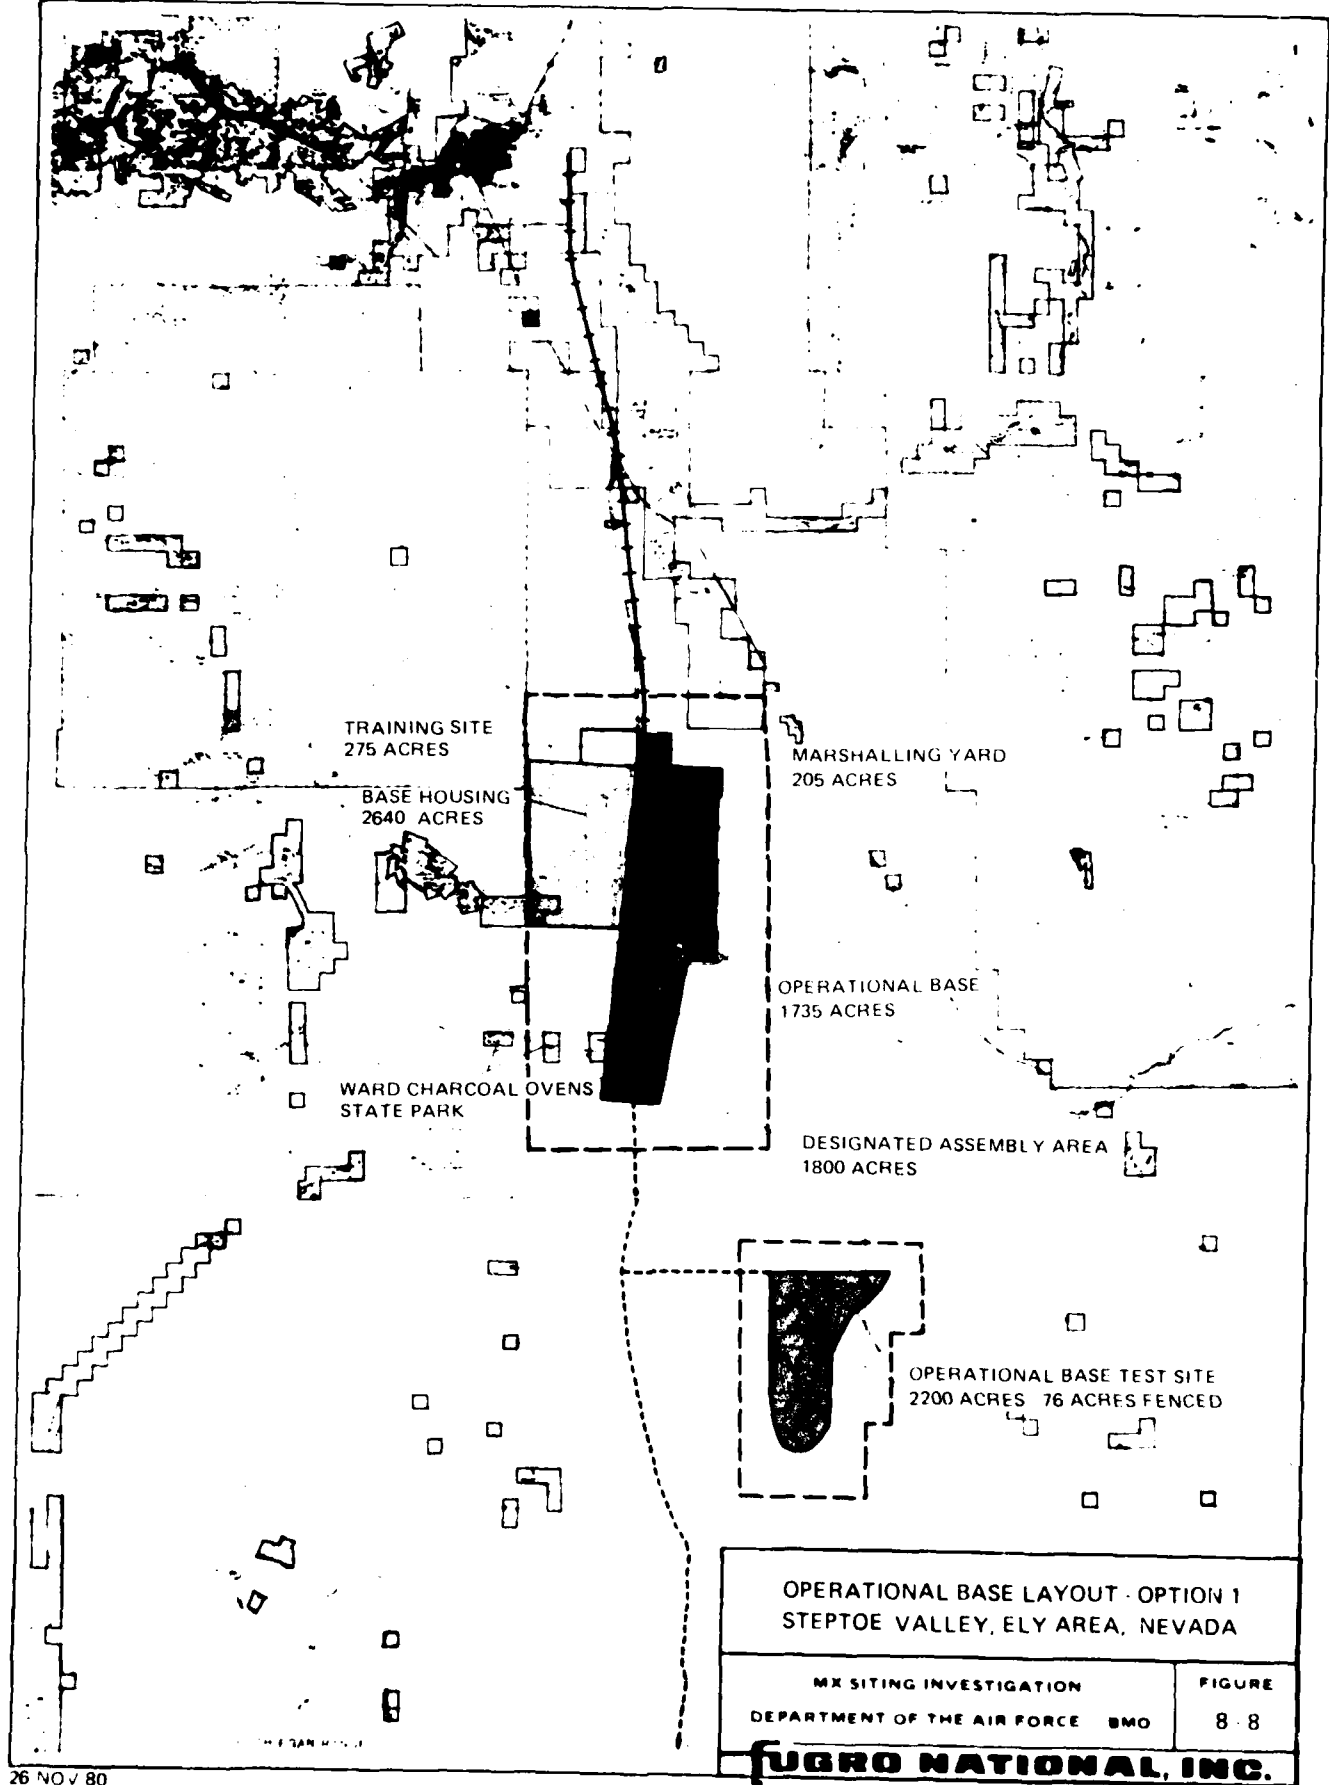 TRAINING SITE
275 ACRES
MARSHALLING YARD
205 ACRES
BASE HOUSING
2640 ACRES
OPERATIONAL BASE
1735 ACRES
WARD CHARCOAL OVENS
STATE PARK
DESIGNATED ASSEMBLY AREA
1800 ACRES
OPERATIONAL BASE TEST SITE
2200 ACRES 76 ACRES FENCED
OPERATIONAL BASE LAYOUT - OPTION 1
STEPTOE VALLEY, ELY AREA, NEVADA
MX SITING INVESTIGATION
DEPARTMENT OF THE AIR FORCE BMO
FIGURE
8-8
FUGRO NATIONAL, INC.
26 NOV 80